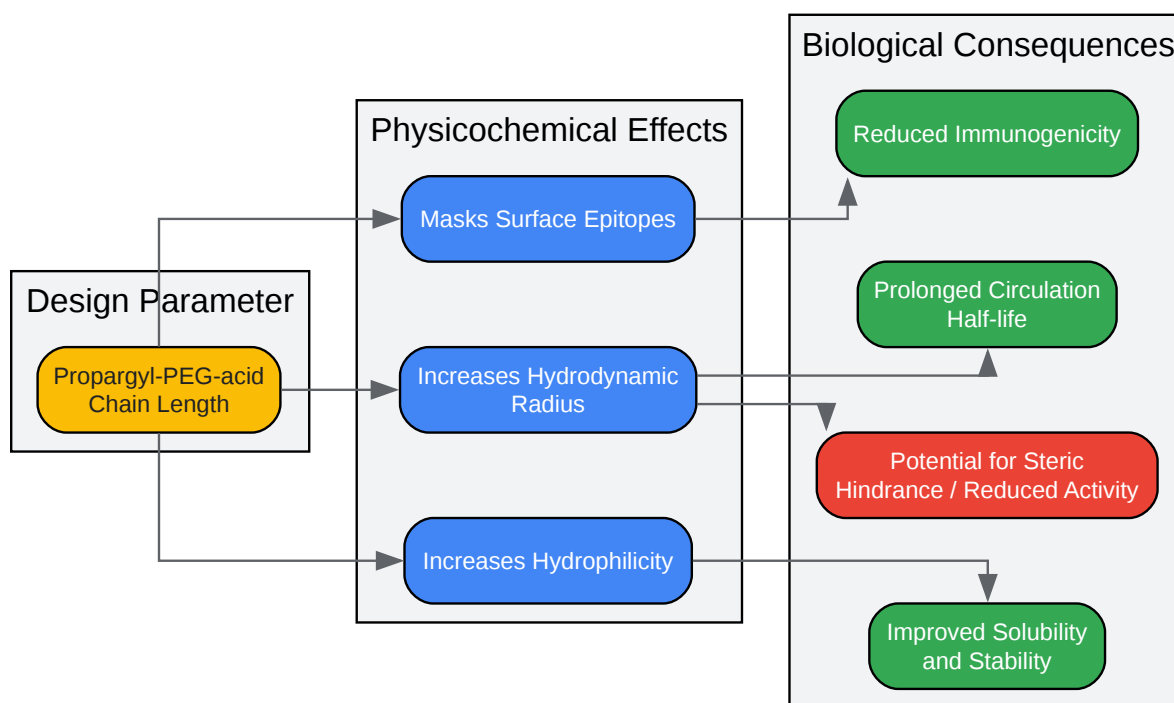 Design Parameter
Propargyl-PEG-acid
Chain Length
Physicochemical Effects
Masks Surface Epitopes
Increases Hydrodynamic
Radius
Increases Hydrophilicity
Biological Consequences
Reduced Immunogenicity
Prolonged Circulation
Half-life
Potential for Steric
Hindrance / Reduced Activity
Improved Solubility
and Stability